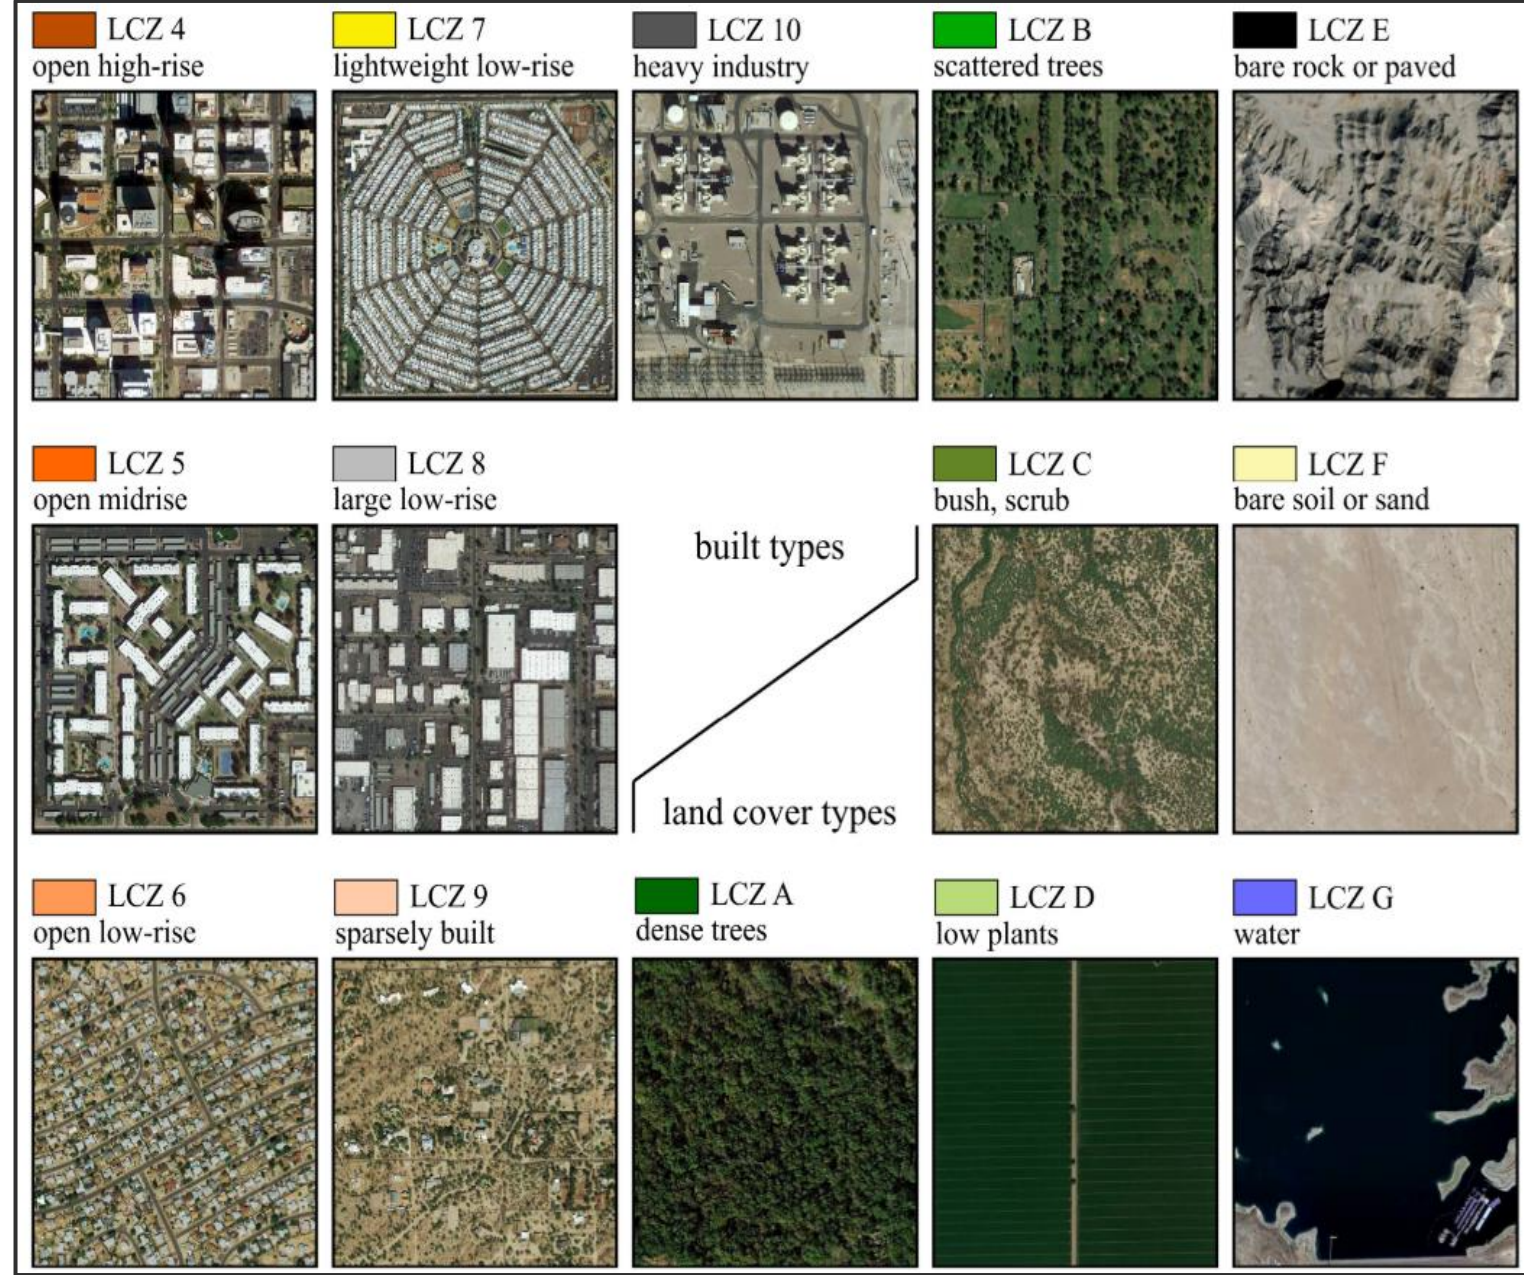 LCZ 4
open high-rise
LCZ 7
lightweight low-rise
LCZ 10
heavy industry
LCZ B
scattered trees
LCZ E
bare rock or paved
LCZ 5
open midrise
LCZ 8
large low-rise
built types
land cover types
LCZ C
bush, scrub
LCZ F
bare soil or sand
LCZ 6
open low-rise
LCZ 9
sparsely built
LCZ A
dense trees
LCZ D
low plants
LCZ G
water